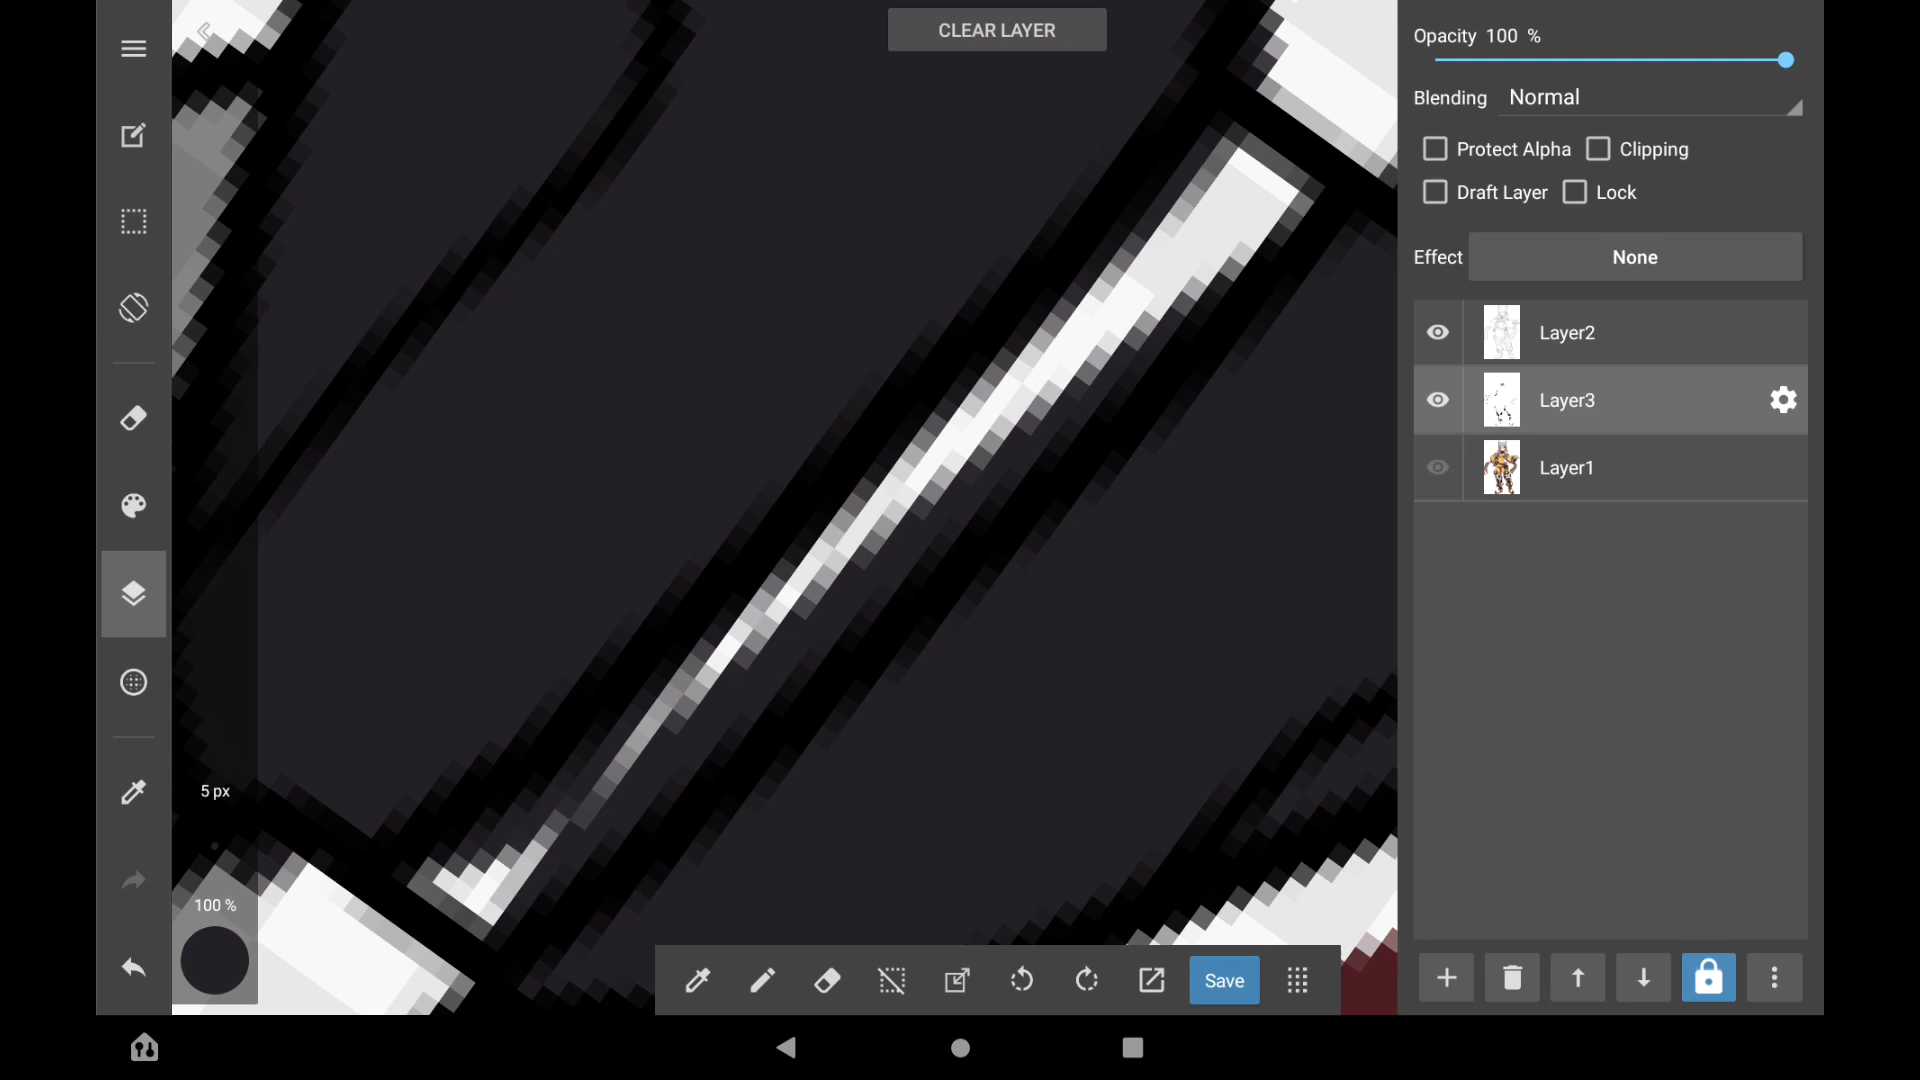 CLEAR LAYER
Opacity 100 %
Blending Normal
Protect Alpha Clipping
Draft Layer Lock
Effect None
Layer2
Layer3
Layer1
5 px
100 %
Save